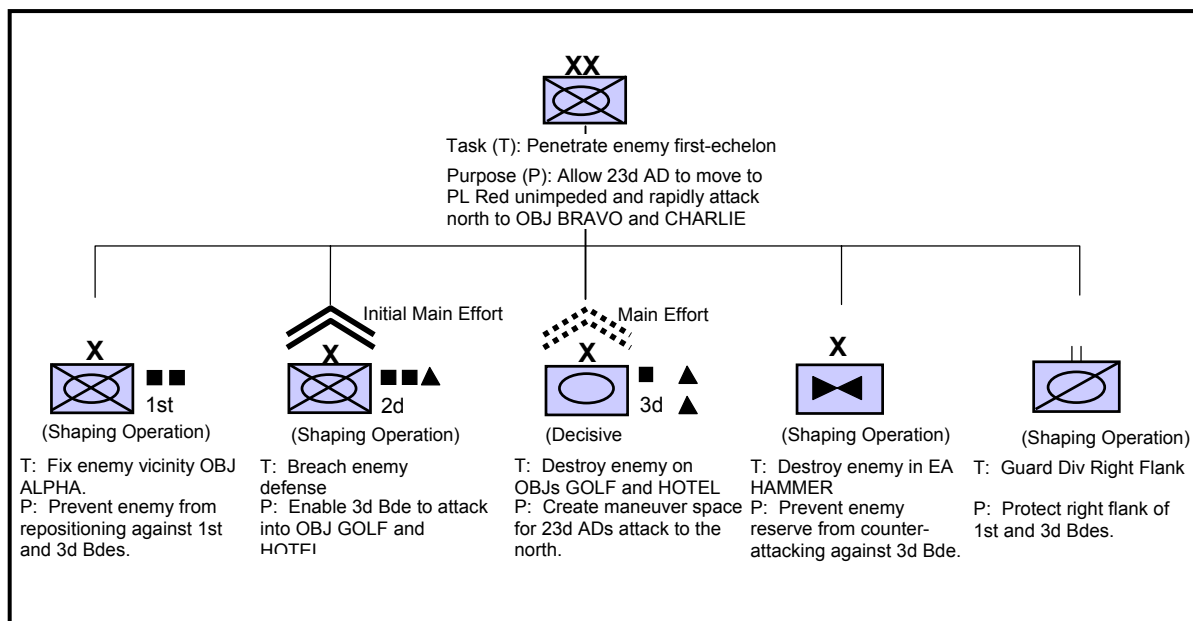 XX
Task (T): Penetrate enemy first-echelon
Purpose (P): Allow 23d AD to move to
PL Red unimpeded and rapidly attack
north to OBJ BRAVO and CHARLIE
Initial Main Effort
Main Effort
X
1st
(Shaping Operation)
T: Fix enemy vicinity OBJ
ALPHA.
P: Prevent enemy from
repositioning against 1st
and 3d Bdes.
X
2d
(Shaping Operation)
T: Breach enemy
defense
P: Enable 3d Bde to attack
into OBJ GOLF and
HOTEL
X
3d
(Decisive
T: Destroy enemy on
OBJs GOLF and HOTEL
P: Create maneuver space
for 23d ADs attack to the
north.
X
(Shaping Operation)
T: Destroy enemy in EA
HAMMER
P: Prevent enemy
reserve from counter-
attacking against 3d Bde.
(Shaping Operation)
T: Guard Div Right Flank
P: Protect right flank of
1st and 3d Bdes.